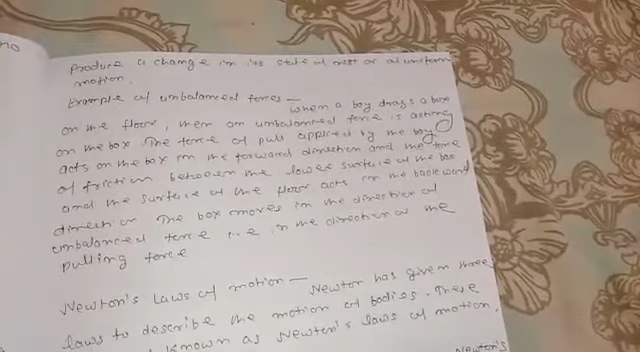 no
Produce a change in its state of rest or of uniform
motion.
Example of unbalanced forces — When a boy drags a box
on the floor, then an unbalanced force is acting
on the box. The force of pull applied by the boy
acts on the box in the forward direction and the force
of friction between the lower surface of the box
and the surface of the floor acts in the backward
direction. The box moves in the direction of
unbalanced force i.e in the direction of the
pulling force
Newton's Laws of motion — Newton has given three
laws to describe the motion of bodies. These
known as Newton's laws of motion.
Newton's